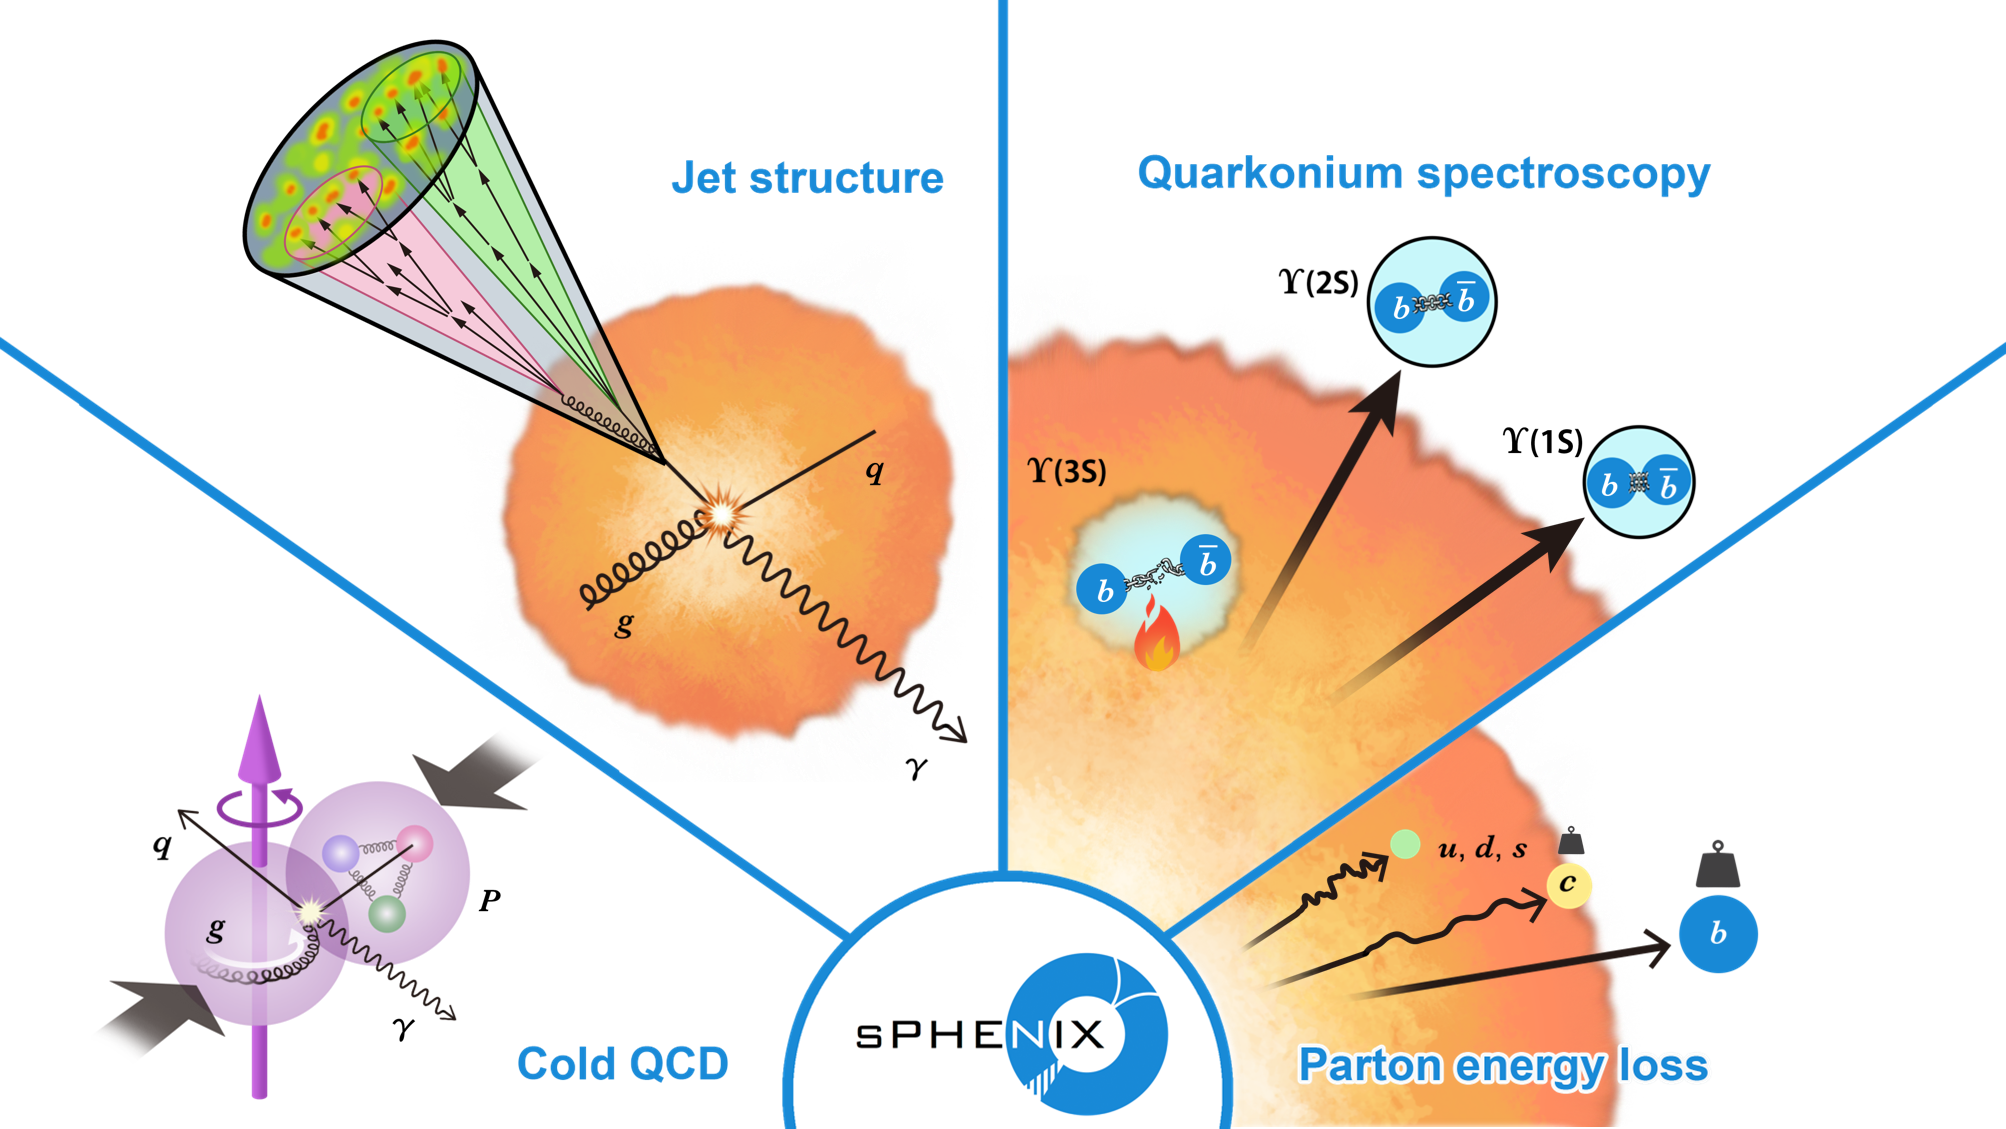 Jet structure
q
g
γ
Quarkonium spectroscopy
ϒ(2S)
b b̅
ϒ(1S)
b b̅
ϒ(3S)
b b̅
q
g
P
γ
Cold QCD
sPHENIX
u, d, s
c
b
Parton energy loss